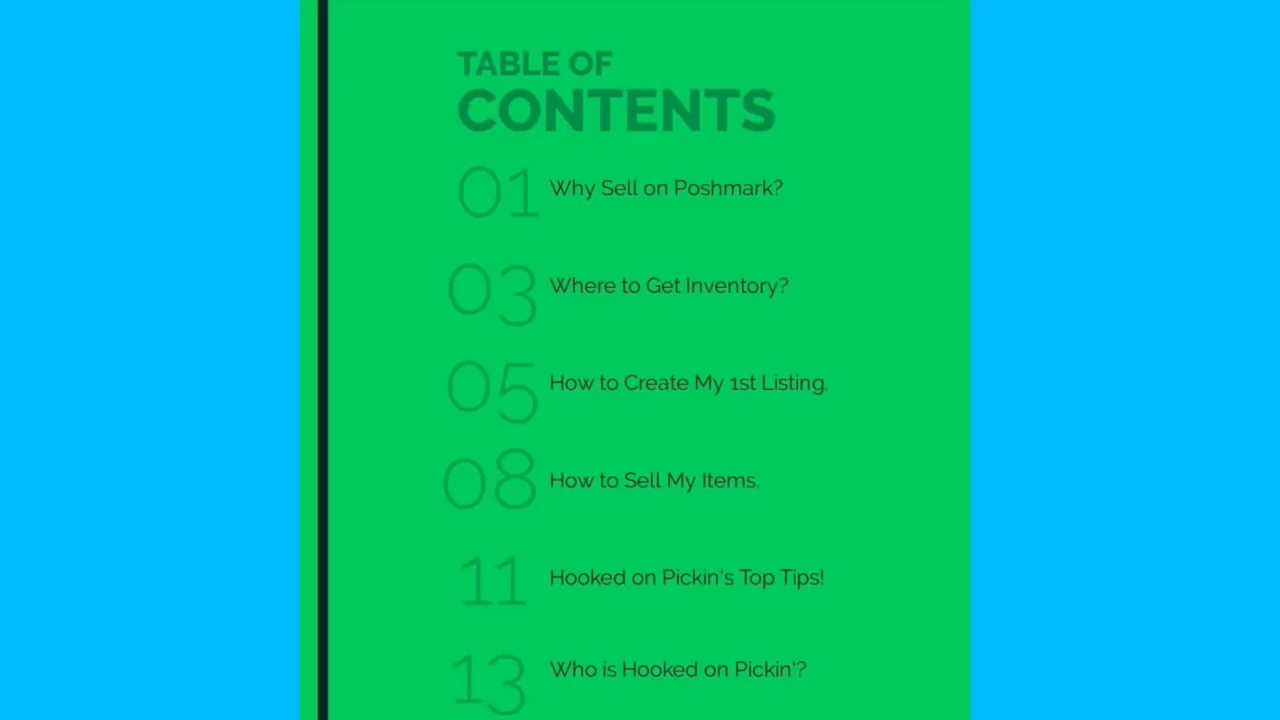 TABLE OF
CONTENTS
01 Why Sell on Poshmark?
03 Where to Get Inventory?
05 How to Create My 1st Listing.
08 How to Sell My Items.
11 Hooked on Pickin's Top Tips!
13 Who is Hooked on Pickin'?